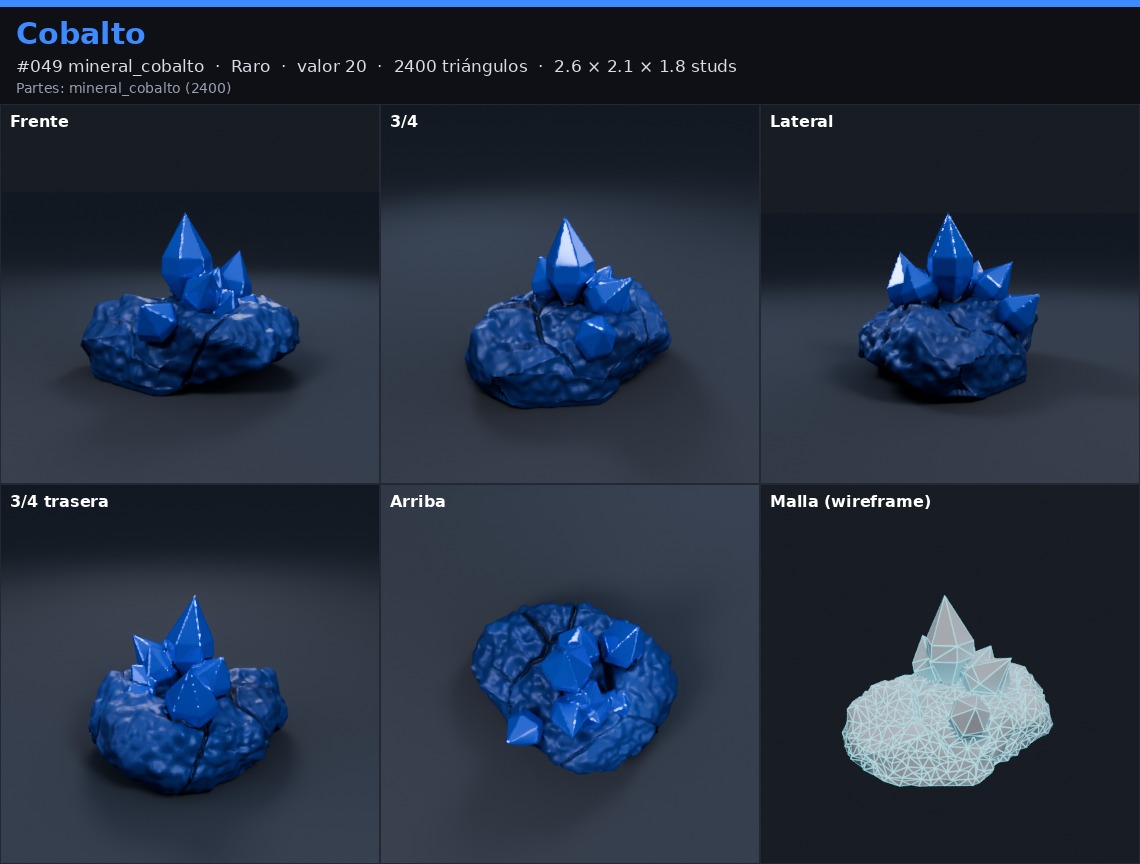 Cobalto
#049 mineral_cobalto · Raro · valor 20 · 2400 triángulos · 2.6 × 2.1 × 1.8 studs
Partes: mineral_cobalto (2400)
Frente
3/4
Lateral
3/4 trasera
Arriba
Malla (wireframe)